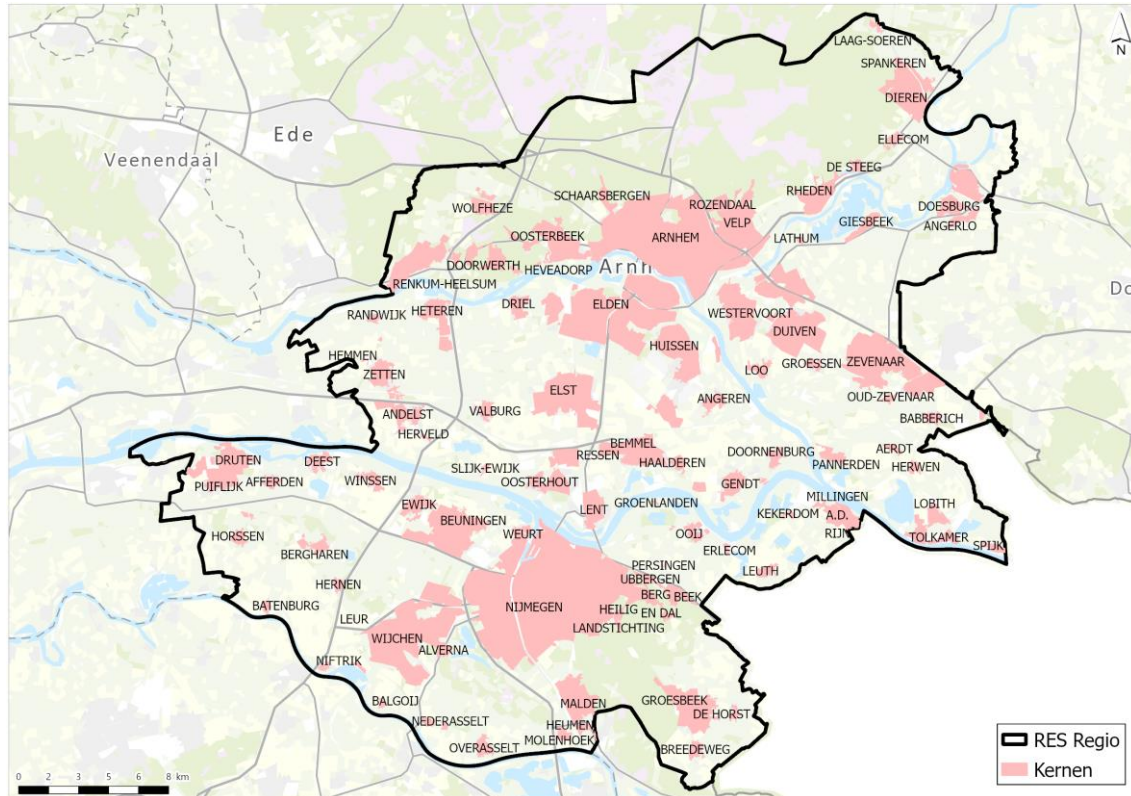 LAAG-SOEREN
SPANKEREN
N
DIEREN
Ede
ELLECOM
Veenendaal
DE STEEG
RHEDEN
SCHAARSBERGEN
ROZENDAAL
WOLFHEZE
DOESBURG
VELP
GIESBEEK
ANGERLO
OOSTERBEEK
ARNHEM
LATHUM
DOORWERTH
HEVEADORP
Arnh
RENKUM-HEELSUM
Do
RANDWIJK
HETEREN
DRIEL
ELDEN
WESTERVOORT
DUIVEN
HUISSEN
HEMMEN
GROESSEN
ZEVENAAR
ZETTEN
LOO
ELST
ANGEREN
OUD-ZEVENAAR
ANDELST
VALBURG
BABBERICH
HERVELD
BEMMEL
RESSEN
DOORNENBURG
AERDT
DRUTEN
DEEST
HAALDEREN
PANNERDEN
HERWEN
SLIJK-EWIJK
PUIFLIJK
AFFERDEN
WINSSEN
OOSTERHOUT
GENDT
MILLINGEN
A.D.
RIJN
LOBITH
EWIJK
LENT
GROENLANDEN
KEKERDOM
BEUNINGEN
WEURT
OOIJ
TOLKAMER
HORSSEN
ERLECOM
SPIJK
BERGHAREN
PERSINGEN
LEUTH
HERNEN
UBBERGEN
BERG
EN DAL
BEEK
BATENBURG
NIJMEGEN
HEILIG
LANDSTICHTING
LEUR
WIJCHEN
ALVERNA
NIFTRIK
BALGOIJ
MALDEN
GROESBEEK
DE HORST
NEDERASSELT
HEUMEN
MOLENHOEK
OVERASSELT
BREEDEWEG
RES Regio
Kernen
0 2 4 6 8 km